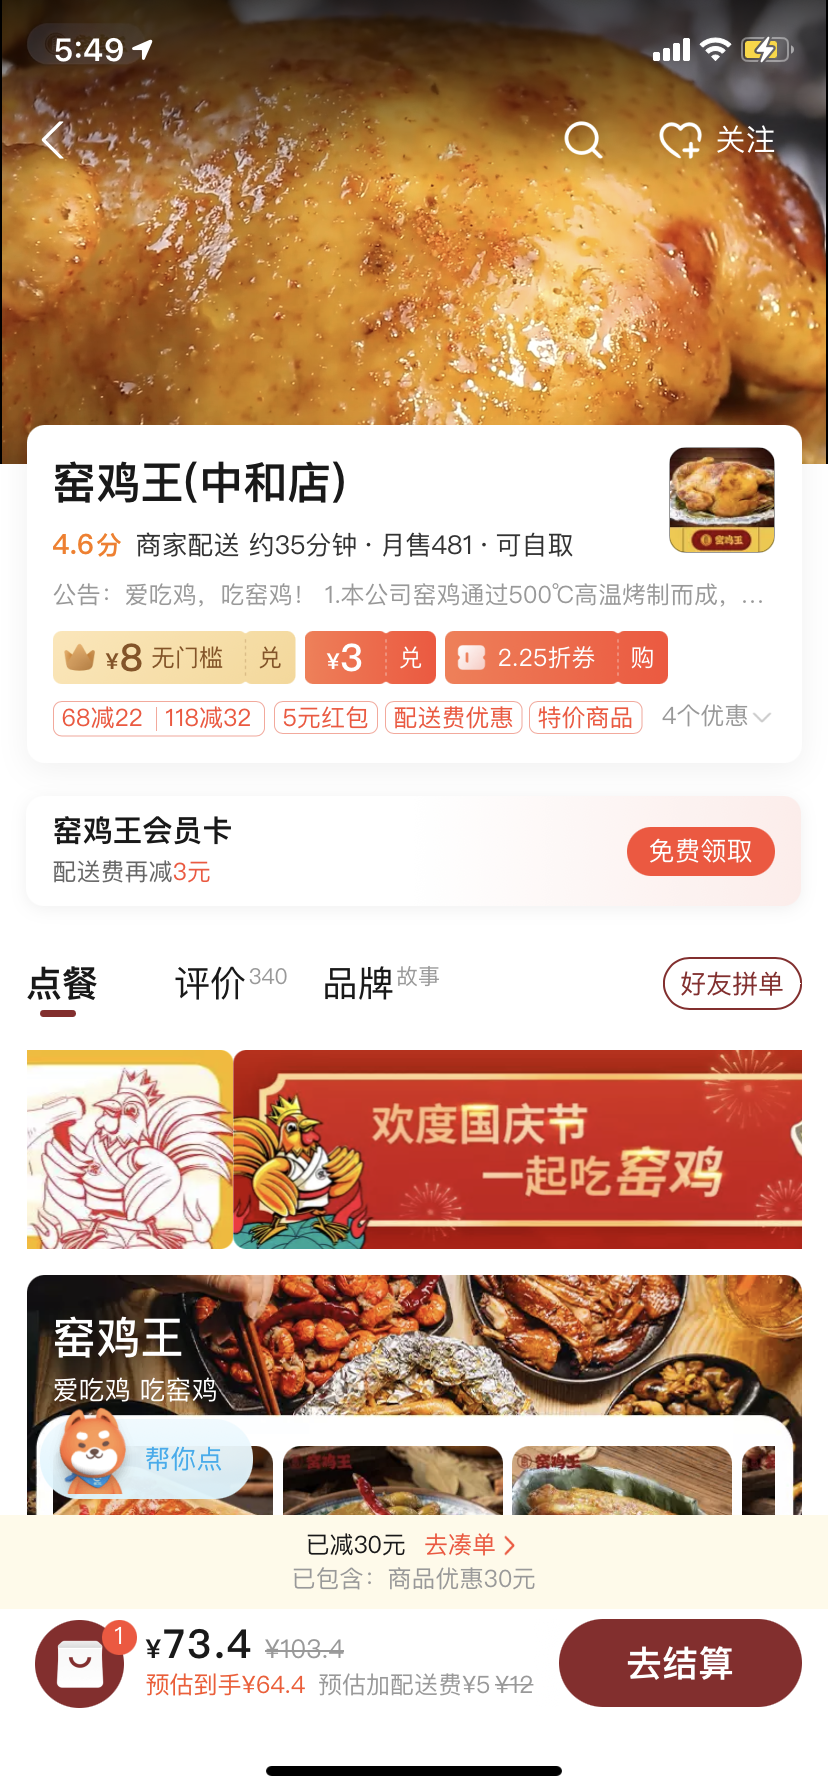 5:49
关注
窑鸡王(中和店)
4.6分 商家配送 约35分钟 · 月售481 · 可自取
窑鸡王
公告：爱吃鸡，吃窑鸡！ 1.本公司窑鸡通过500℃高温烤制而成，...
¥8 无门槛 兑 ¥3 兑 2.25折券 购
68减22 118减32 5元红包 配送费优惠 特价商品 4个优惠
窑鸡王会员卡
配送费再减3元
免费领取
点餐 评价 340 品牌 故事 好友拼单
欢度国庆节
一起吃窑鸡
窑鸡王
爱吃鸡 吃窑鸡
帮你点
窑鸡王
窑鸡王
已减30元 去凑单
已包含：商品优惠30元
1
¥73.4 ¥103.4
预估到手¥64.4 预估加配送费¥5 ¥12
去结算